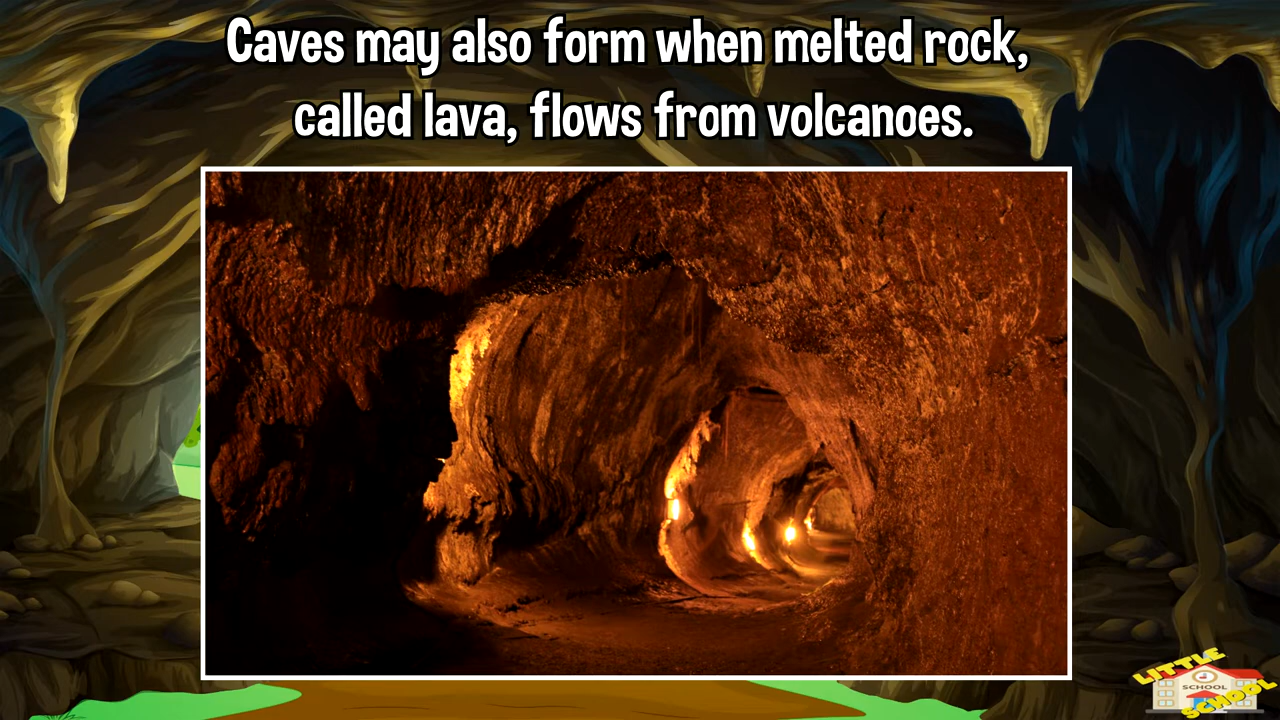 Caves may also form when melted rock,
called lava, flows from volcanoes.
LITTLE
SCHOOL
SCHOOL